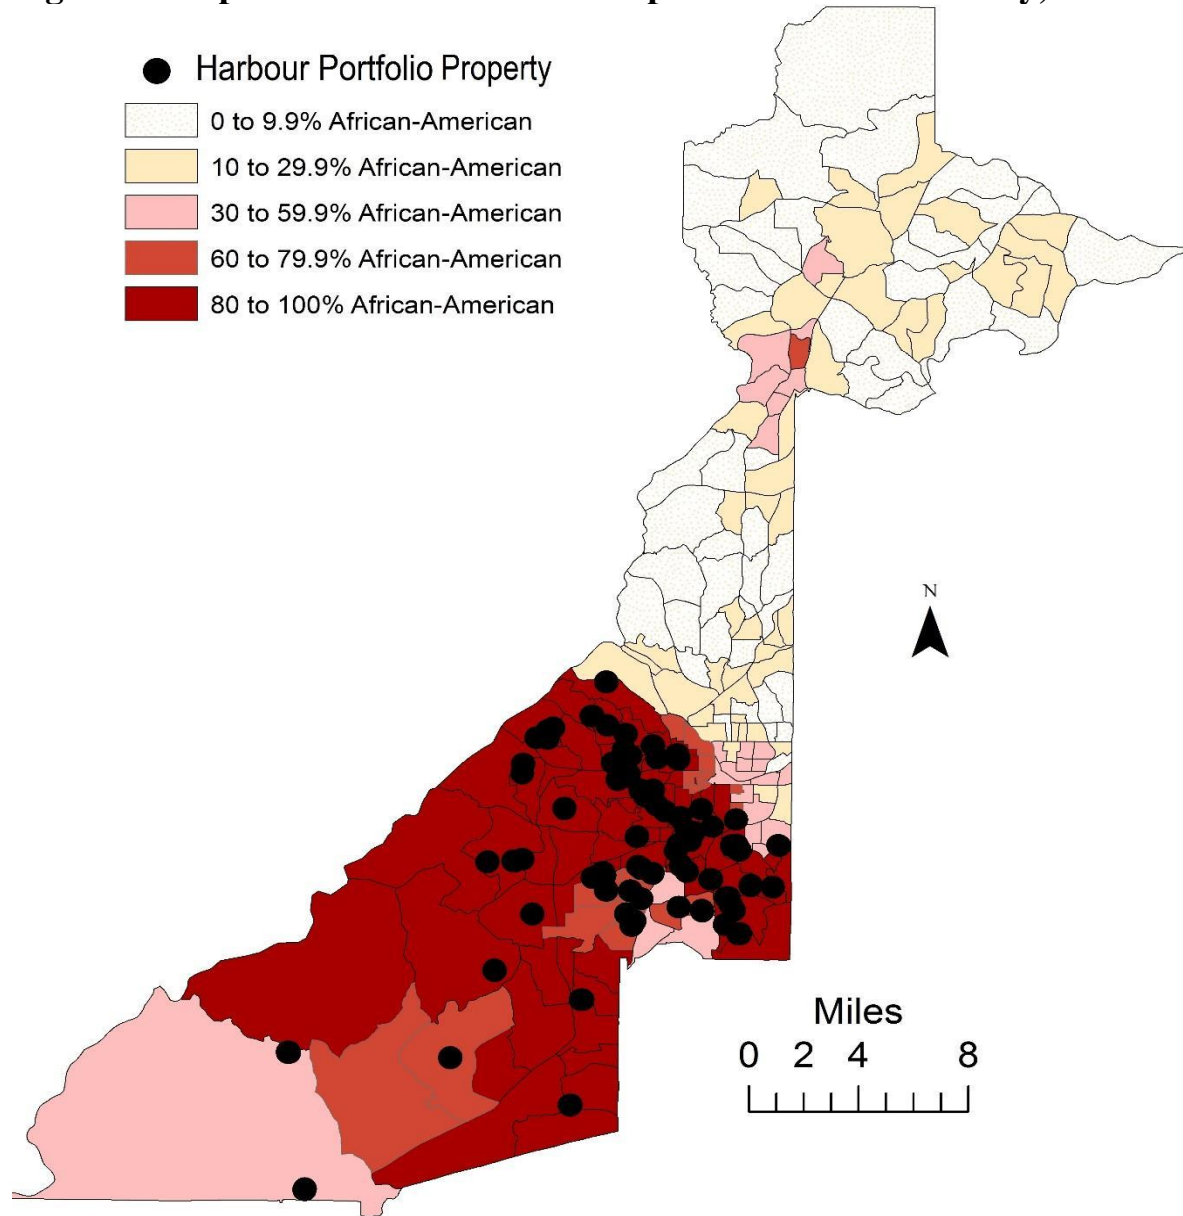 Harbour Portfolio Property
0 to 9.9% African-American
10 to 29.9% African-American
30 to 59.9% African-American
60 to 79.9% African-American
80 to 100% African-American
N
Miles
0 2 4 8